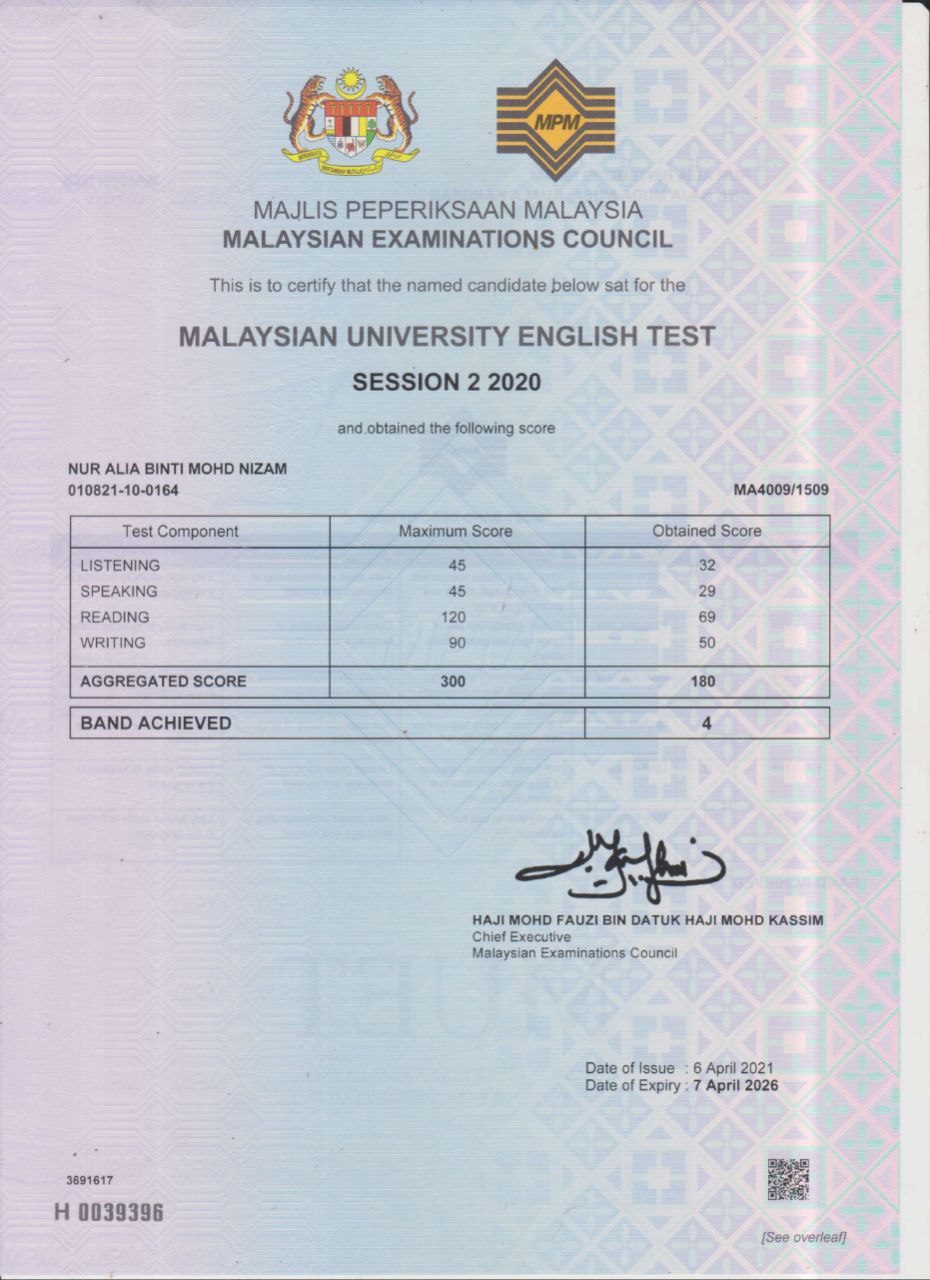 MPM
MAJLIS PEPERIKSAAN MALAYSIA
MALAYSIAN EXAMINATIONS COUNCIL
This is to certify that the named candidate below sat for the
MALAYSIAN UNIVERSITY ENGLISH TEST
SESSION 2 2020
and obtained the following score
NUR ALIA BINTI MOHD NIZAM
010821-10-0164 MA4009/1509
Test Component Maximum Score Obtained Score
LISTENING 45 32
SPEAKING 45 29
READING 120 69
WRITING 90 50
AGGREGATED SCORE 300 180
BAND ACHIEVED 4
HAJI MOHD FAUZI BIN DATUK HAJI MOHD KASSIM
Chief Executive
Malaysian Examinations Council
Date of Issue : 6 April 2021
Date of Expiry : 7 April 2026
3691617
H 0039396
[See overleaf]